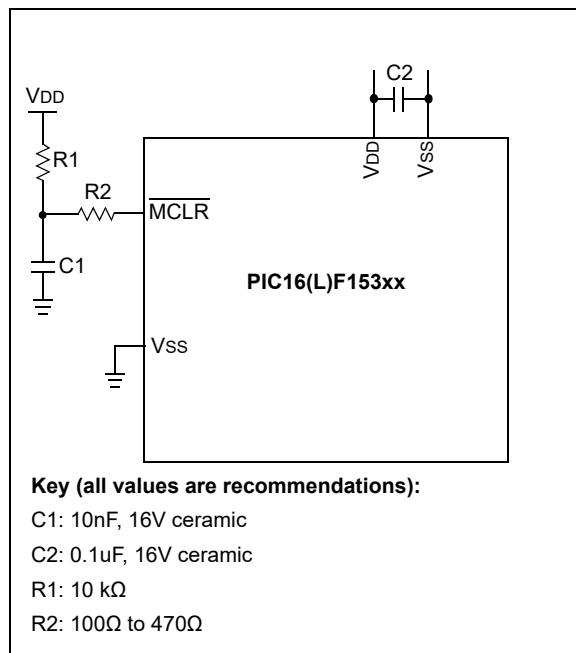 C2
VDD
VDD
VSS
R1
R2
MCLR
C1
PIC16(L)F153xx
VSS
Key (all values are recommendations):
C1: 10nF, 16V ceramic
C2: 0.1uF, 16V ceramic
R1: 10 kΩ
R2: 100Ω to 470Ω